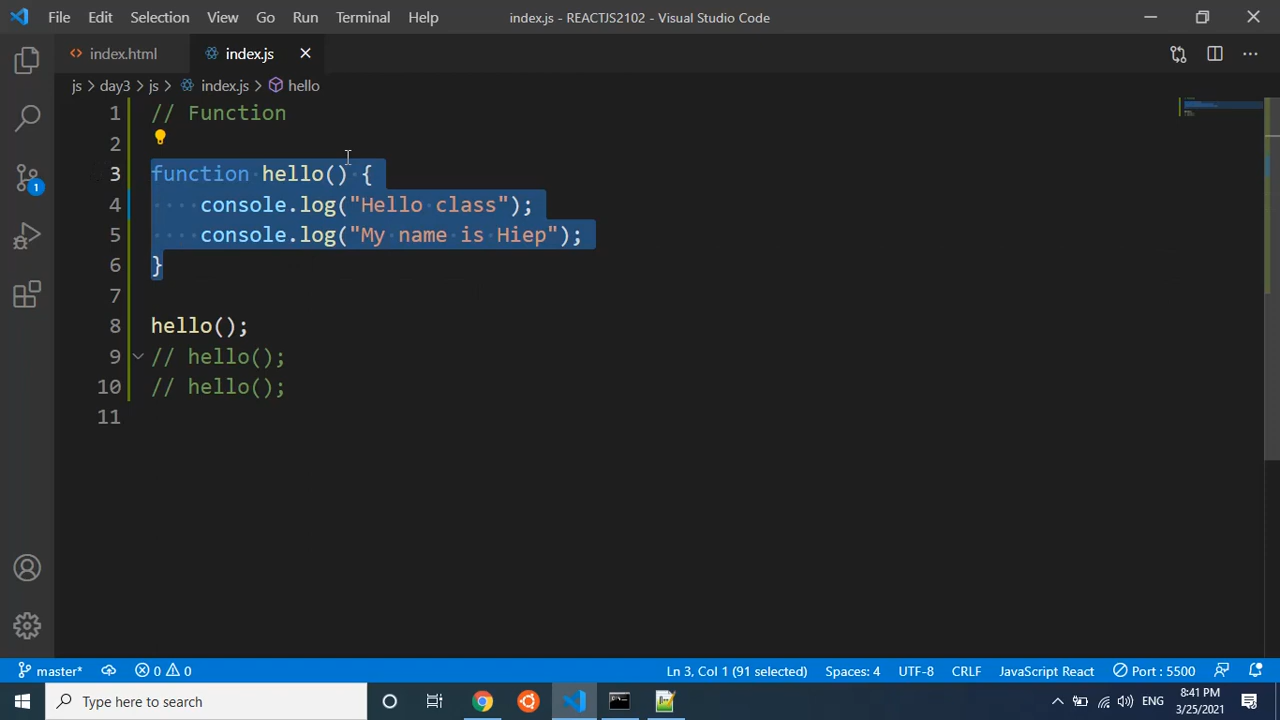 File Edit Selection View Go Run Terminal Help index.js - REACTJS2102 - Visual Studio Code
index.html index.js
js > day3 > js > index.js > hello
1 // Function
2
3 function hello() {
4 console.log("Hello class");
5 console.log("My name is Hiep");
6 }
7
8 hello();
9 // hello();
10 // hello();
11
1
master* 0 0 Ln 3, Col 1 (91 selected) Spaces: 4 UTF-8 CRLF JavaScript React Port : 5500
Type here to search ENG 8:41 PM
3/25/2021